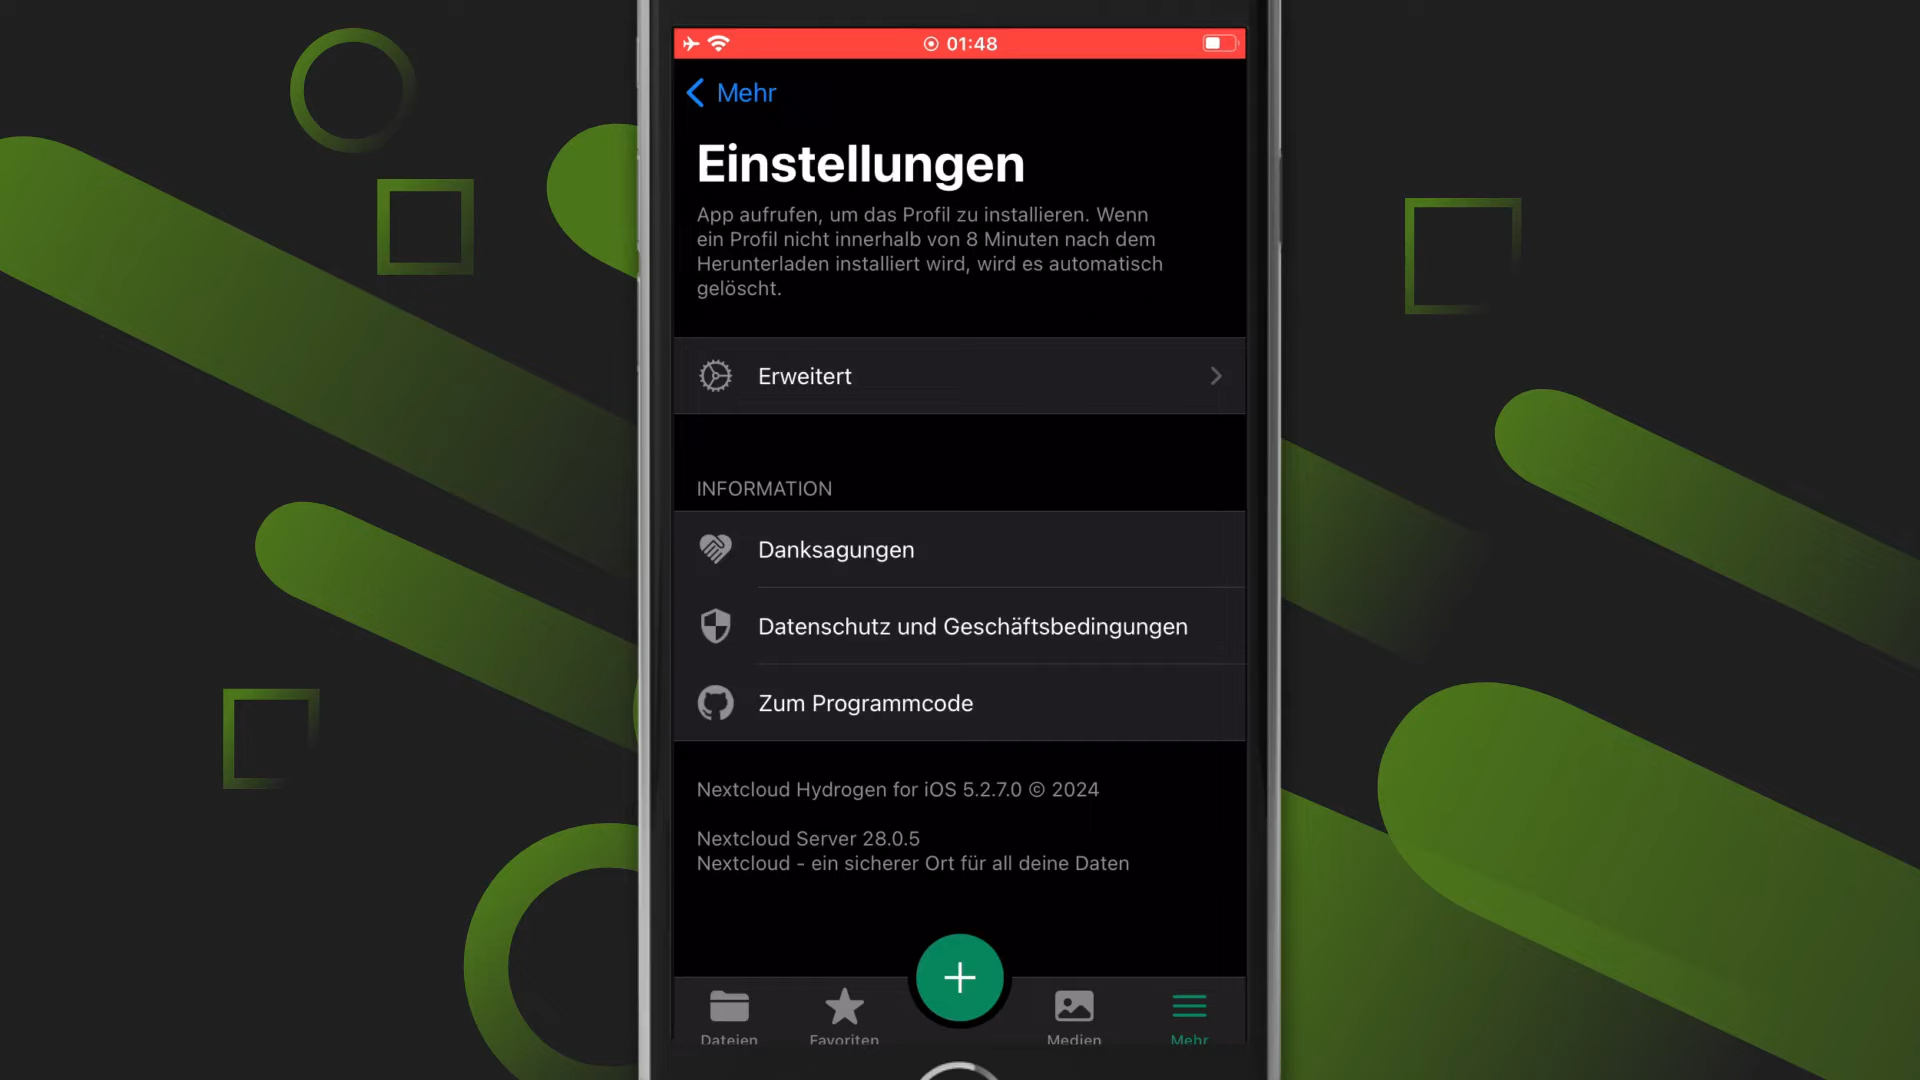 01:48
Mehr
Einstellungen
App aufrufen, um das Profil zu installieren. Wenn
ein Profil nicht innerhalb von 8 Minuten nach dem
Herunterladen installiert wird, wird es automatisch
gelöscht.
Erweitert
INFORMATION
Danksagungen
Datenschutz und Geschäftsbedingungen
Zum Programmcode
Nextcloud Hydrogen for iOS 5.2.7.0 © 2024
Nextcloud Server 28.0.5
Nextcloud - ein sicherer Ort für all deine Daten
Dateien
Favoriten
Medien
Mehr